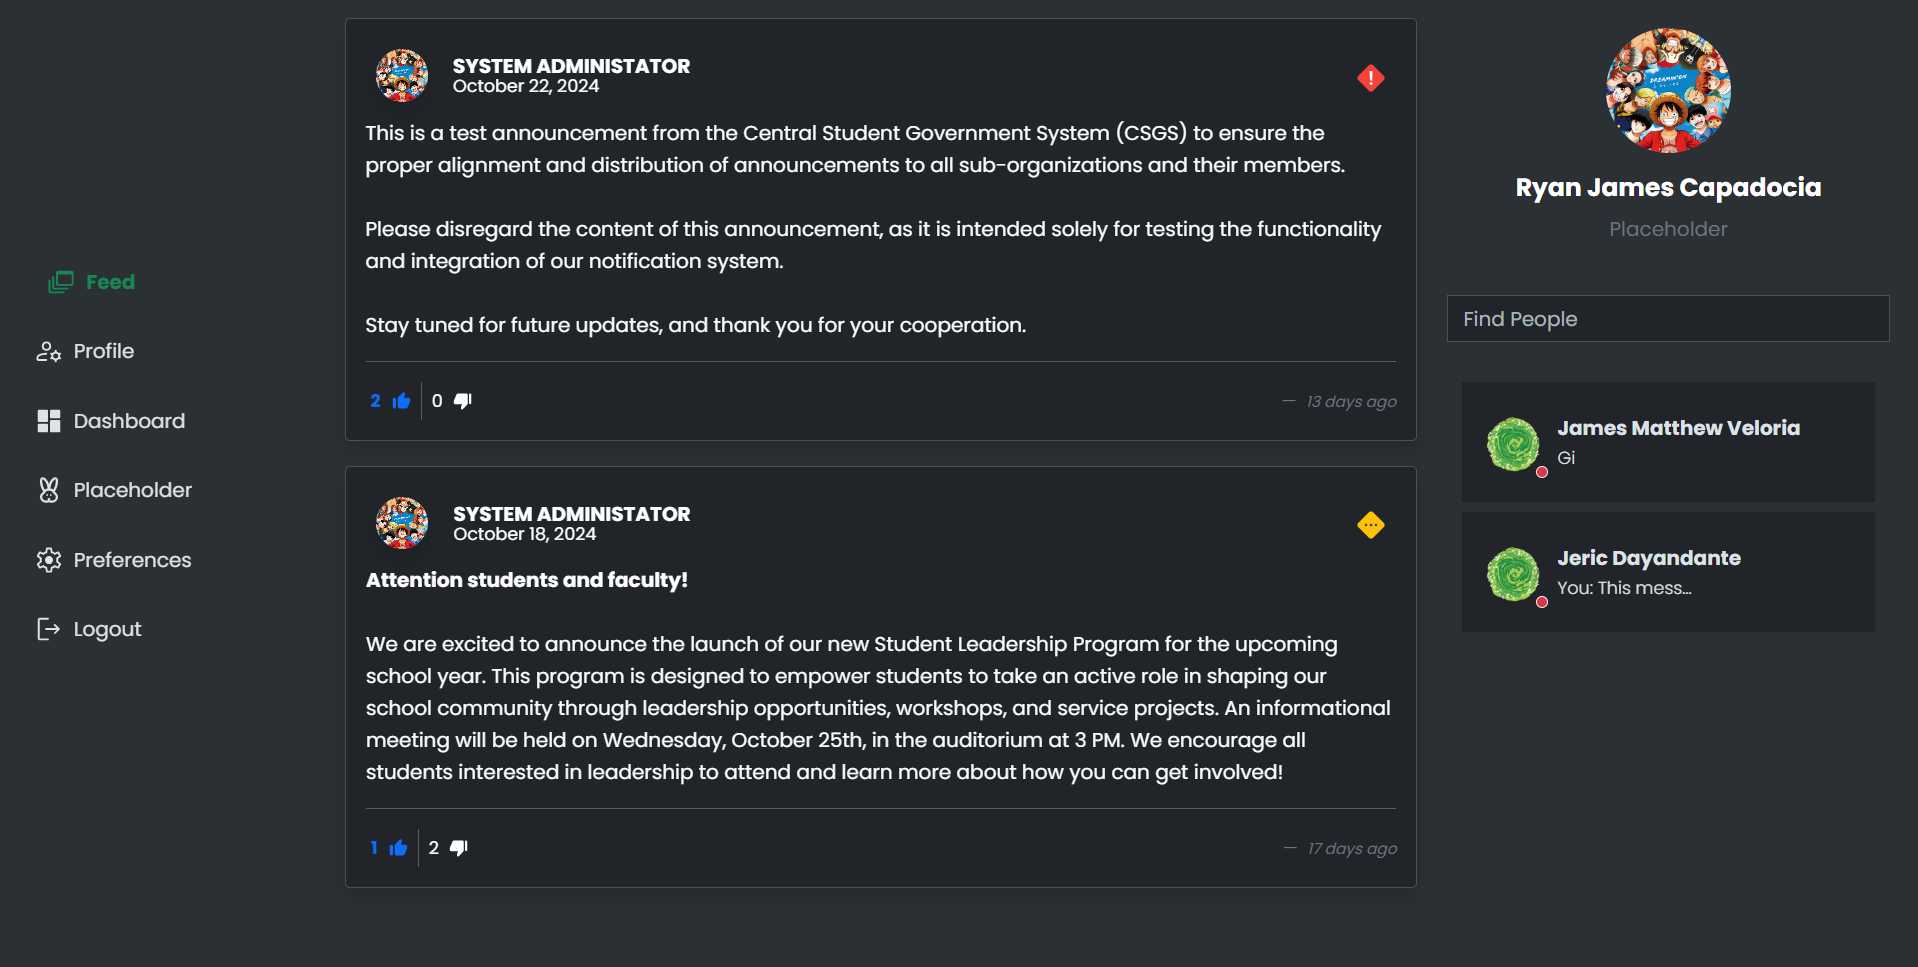 Feed
Profile
Dashboard
Placeholder
Preferences
Logout
SYSTEM ADMINISTATOR
October 22, 2024
This is a test announcement from the Central Student Government System (CSGS) to ensure the
proper alignment and distribution of announcements to all sub-organizations and their members.
Please disregard the content of this announcement, as it is intended solely for testing the functionality
and integration of our notification system.
Stay tuned for future updates, and thank you for your cooperation.
2 0 — 13 days ago
SYSTEM ADMINISTATOR
October 18, 2024
Attention students and faculty!
We are excited to announce the launch of our new Student Leadership Program for the upcoming
school year. This program is designed to empower students to take an active role in shaping our
school community through leadership opportunities, workshops, and service projects. An informational
meeting will be held on Wednesday, October 25th, in the auditorium at 3 PM. We encourage all
students interested in leadership to attend and learn more about how you can get involved!
1 2 — 17 days ago
Ryan James Capadocia
Placeholder
Find People
James Matthew Veloria
Gi
Jeric Dayandante
You: This mess...